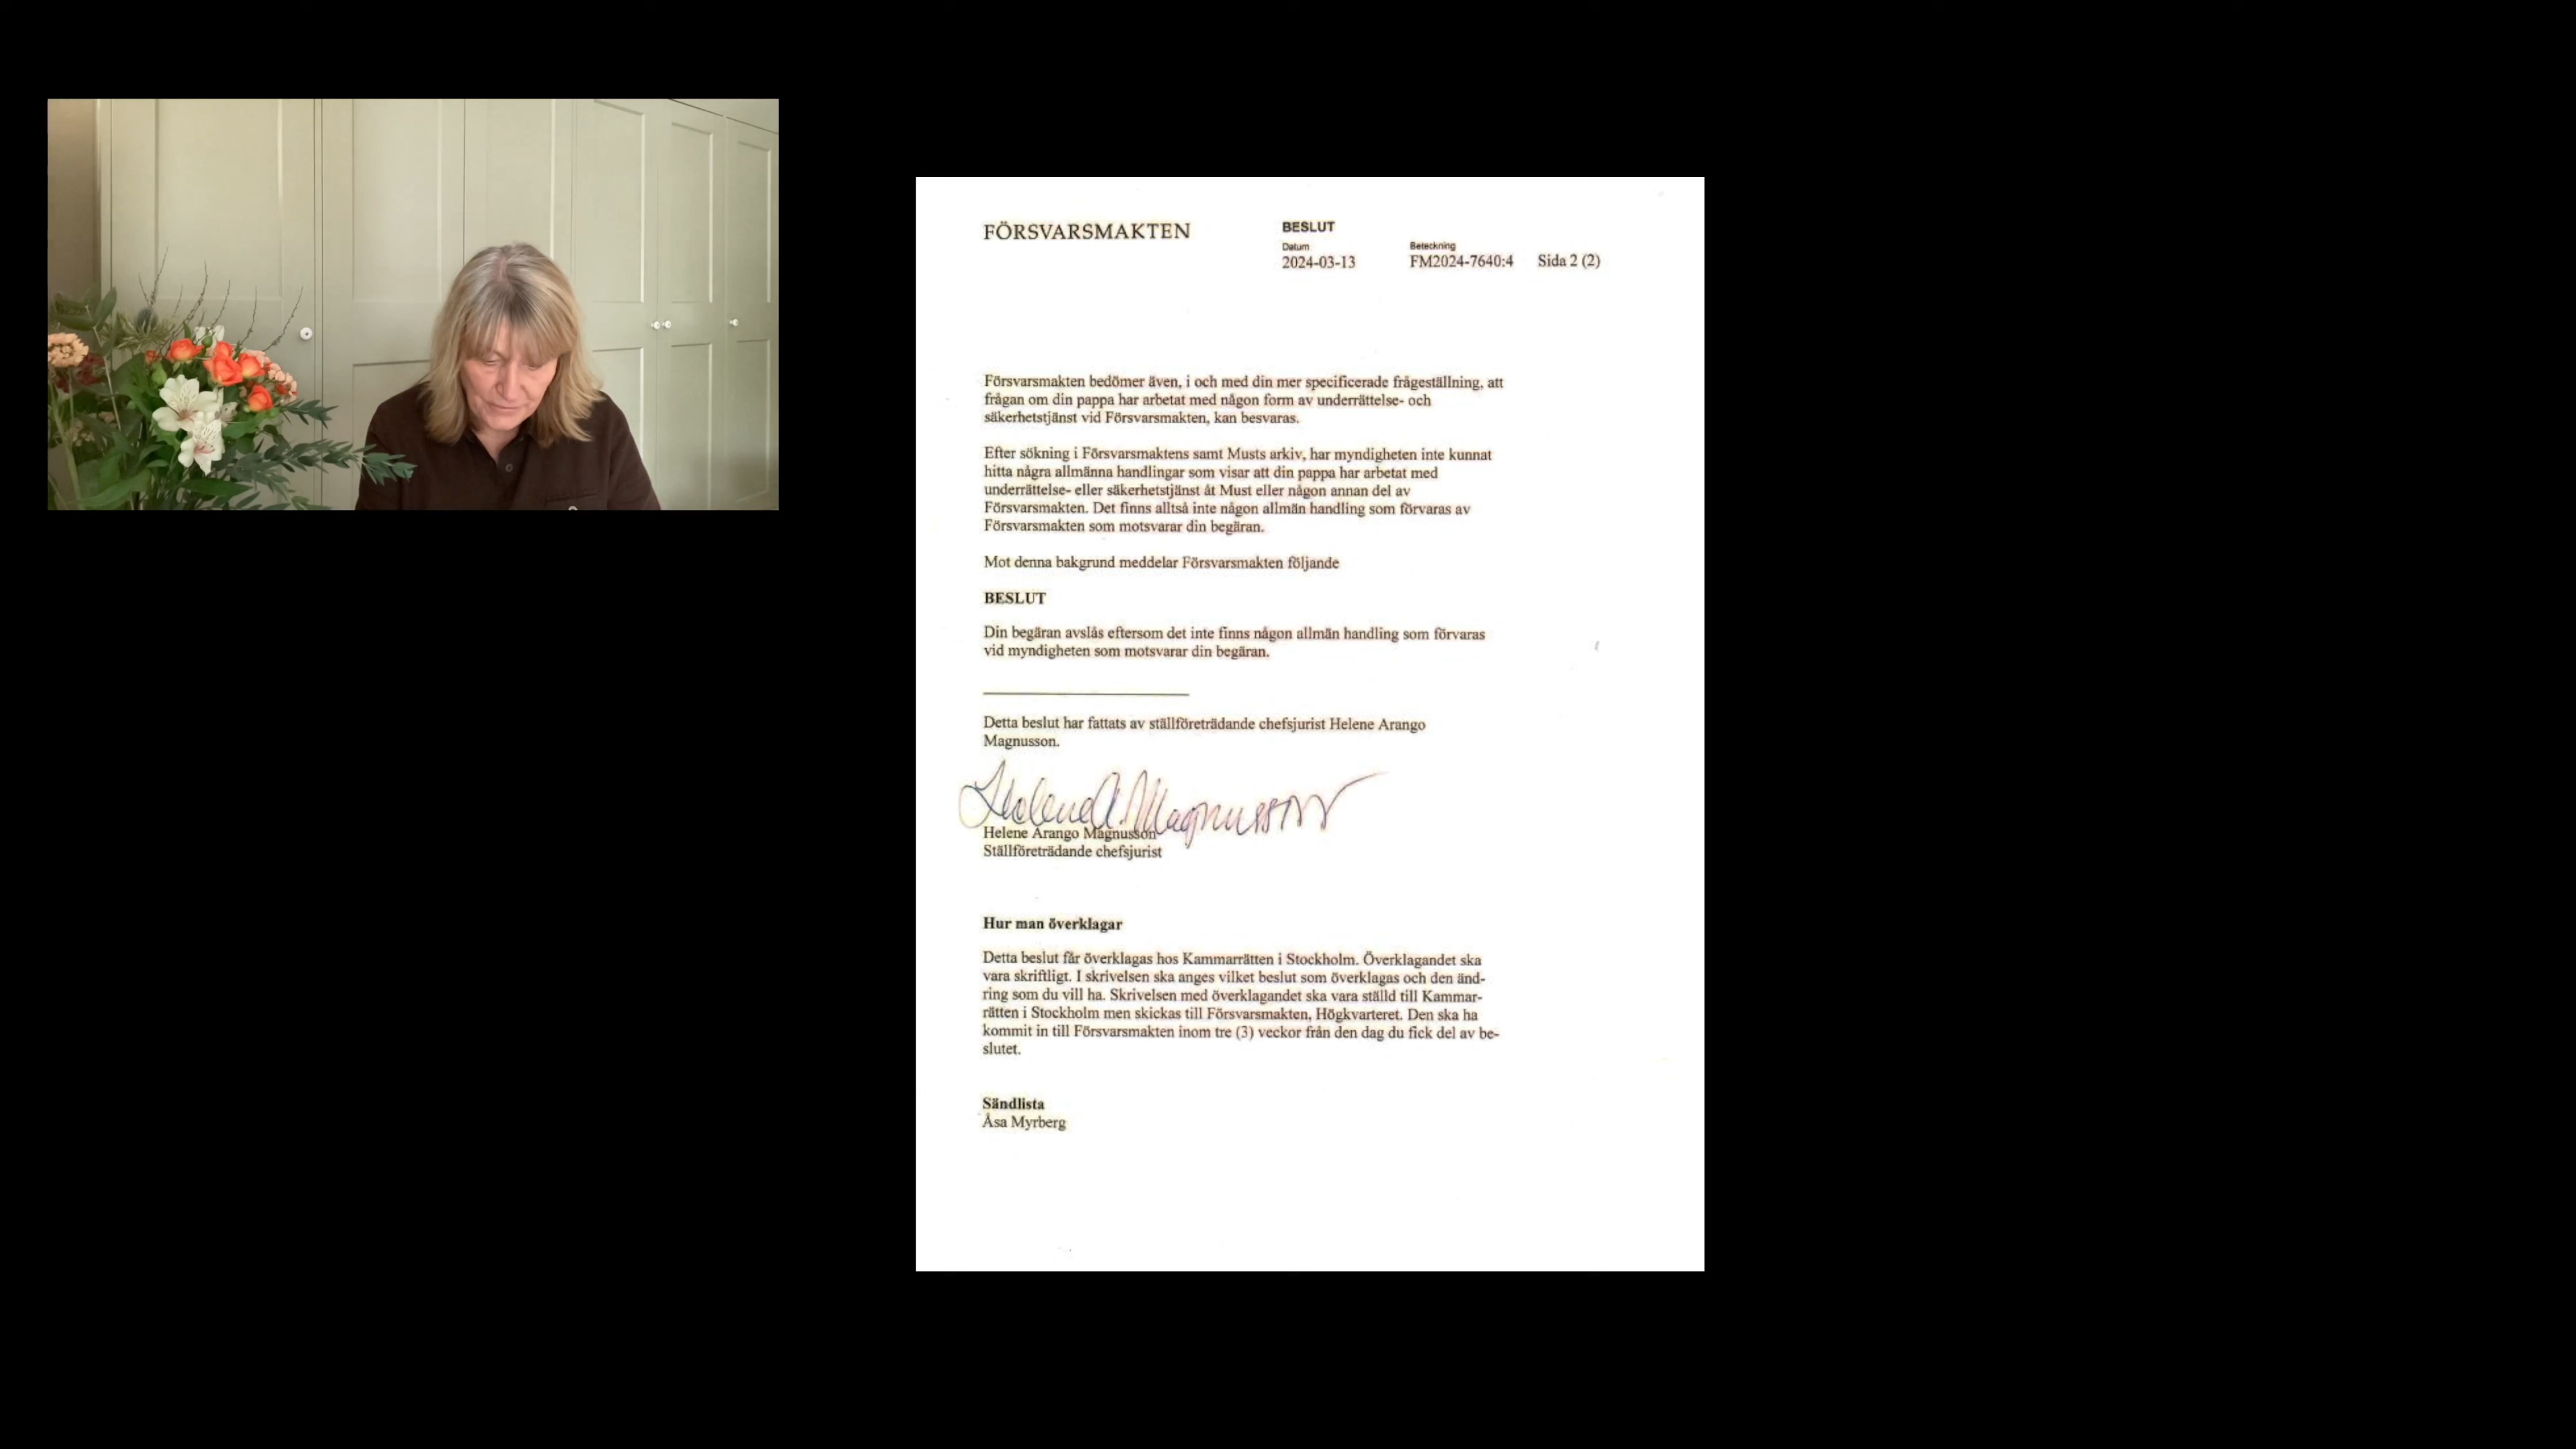 FÖRSVARSMAKTEN
BESLUT
Datum
2024-03-13
Beteckning
FM2024-7640:4
Sida 2 (2)
Försvarsmakten bedömer även, i och med din mer specificerade frågeställning, att
frågan om din pappa har arbetat med någon form av underrättelse- och
säkerhetstjänst vid Försvarsmakten, kan besvaras.
Efter sökning i Försvarsmaktens samt Musts arkiv, har myndigheten inte kunnat
hitta några allmänna handlingar som visar att din pappa har arbetat med
underrättelse- eller säkerhetstjänst åt Must eller någon annan del av
Försvarsmakten. Det finns alltså inte någon allmän handling som förvaras av
Försvarsmakten som motsvarar din begäran.
Mot denna bakgrund meddelar Försvarsmakten följande
BESLUT
Din begäran avslås eftersom det inte finns någon allmän handling som förvaras
vid myndigheten som motsvarar din begäran.
Detta beslut har fattats av ställföreträdande chefsjurist Helene Arango
Magnusson.
Helene A. Magnusson
Helene Arango Magnusson
Ställföreträdande chefsjurist
Hur man överklagar
Detta beslut får överklagas hos Kammarrätten i Stockholm. Överklagandet ska
vara skriftligt. I skrivelsen ska anges vilket beslut som överklagas och den änd-
ring som du vill ha. Skrivelsen med överklagandet ska vara ställd till Kammar-
rätten i Stockholm men skickas till Försvarsmakten, Högkvarteret. Den ska ha
kommit in till Försvarsmakten inom tre (3) veckor från den dag du fick del av be-
slutet.
Sändlista
Åsa Myrberg